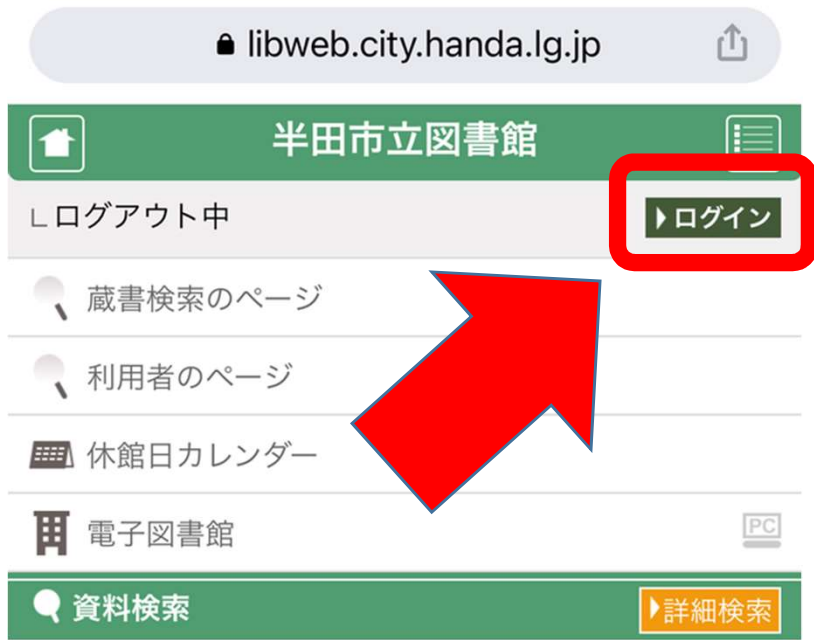 libweb.city.handa.lg.jp
半田市立図書館
ログアウト中
ログイン
蔵書検索のページ
利用者のページ
休館日カレンダー
電子図書館
PC
資料検索
詳細検索